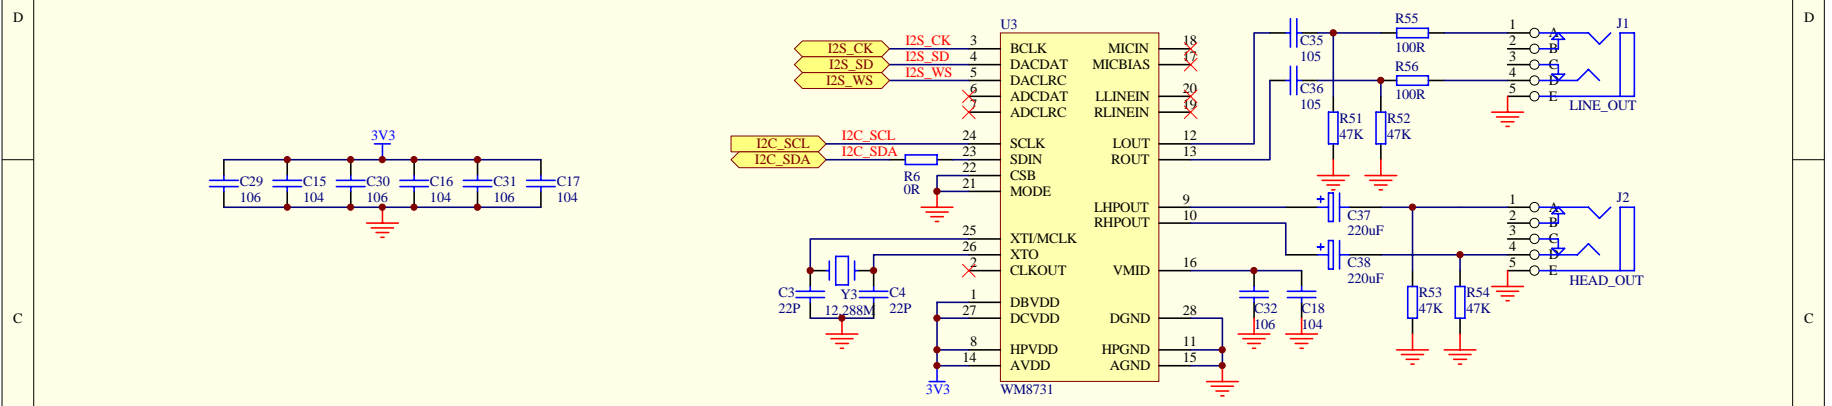 D
D
C
C
3V3
C29
106
C15
104
C30
106
C16
104
C31
106
C17
104
U3
I2S_CK I2S_CK 3 BCLK
I2S_SD I2S_SD 4 DACDAT
I2S_WS I2S_WS 5 DACLRC
6 ADCDAT
7 ADCLRC
I2C_SCL I2C_SCL 24 SCLK
I2C_SDA I2C_SDA 23 SDIN
R6
0R
22 CSB
21 MODE
25 XTI/MCLK
26 XTO
2 CLKOUT
C3
22P
Y3
12.288M
C4
22P
1 DBVDD
27 DCVDD
8 HPVDD
14 AVDD
3V3
WM8731
MICIN 18
MICBIAS 17
LLINEIN 20
RLINEIN 19
LOUT 12
ROUT 13
LHPOUT 9
RHPOUT 10
VMID 16
DGND 28
HPGND 11
AGND 15
C35
105
C36
105
R55
100R
R56
100R
R51
47K
R52
47K
J1
1 A
2 B
3 C
4 D
5 E
LINE_OUT
+
C37
220uF
+
C38
220uF
C32
106
C18
104
R53
47K
R54
47K
J2
1 A
2 B
3 C
4 D
5 E
HEAD_OUT